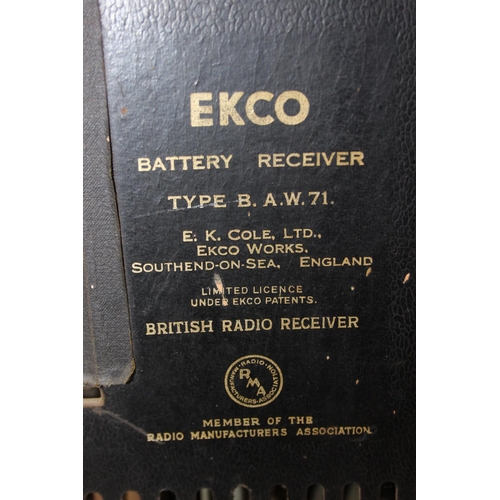 EKCO
BATTERY RECEIVER
TYPE B. A.W. 71.
E. K. COLE, LTD.,
EKCO WORKS,
SOUTHEND-ON-SEA, ENGLAND
LIMITED LICENCE
UNDER EKCO PATENTS.
BRITISH RADIO RECEIVER
·RADIO·
MANUFACTURERS·ASSOCIATION
RMA
MEMBER OF THE
RADIO MANUFACTURERS ASSOCIATION